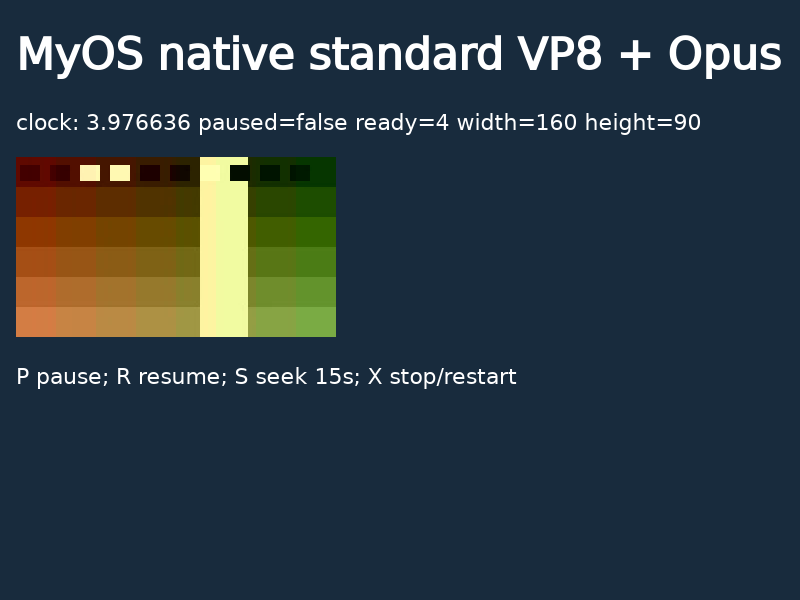 MyOS native standard VP8 + Opus
clock: 3.976636 paused=false ready=4 width=160 height=90
P pause; R resume; S seek 15s; X stop/restart